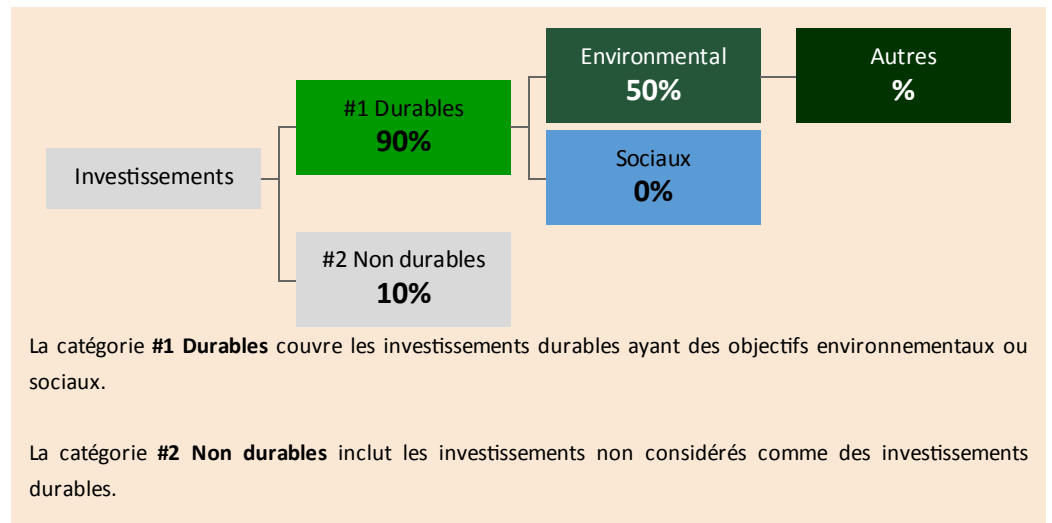 Environmental
50%
Autres
%
#1 Durables
90%
Sociaux
0%
Investissements
#2 Non durables
10%
La catégorie #1 Durables couvre les investissements durables ayant des objectifs environnementaux ou
sociaux.
La catégorie #2 Non durables inclut les investissements non considérés comme des investissements
durables.